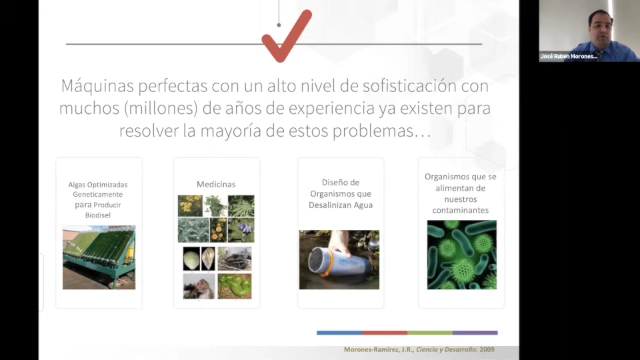 José Ruben Morones...
Máquinas perfectas con un alto nivel de sofisticación con
muchos (millones) de años de experiencia ya existen para
resolver la mayoría de estos problemas…
Algas Optimizadas
Geneticamente
para Producir
Biodisel
Medicinas
Diseño de
Organismos que
Desalinizan Agua
Organismos que se
alimentan de
nuestros
contaminantes
Morones-Ramirez, J.R., Ciencia y Desarrollo. 2009